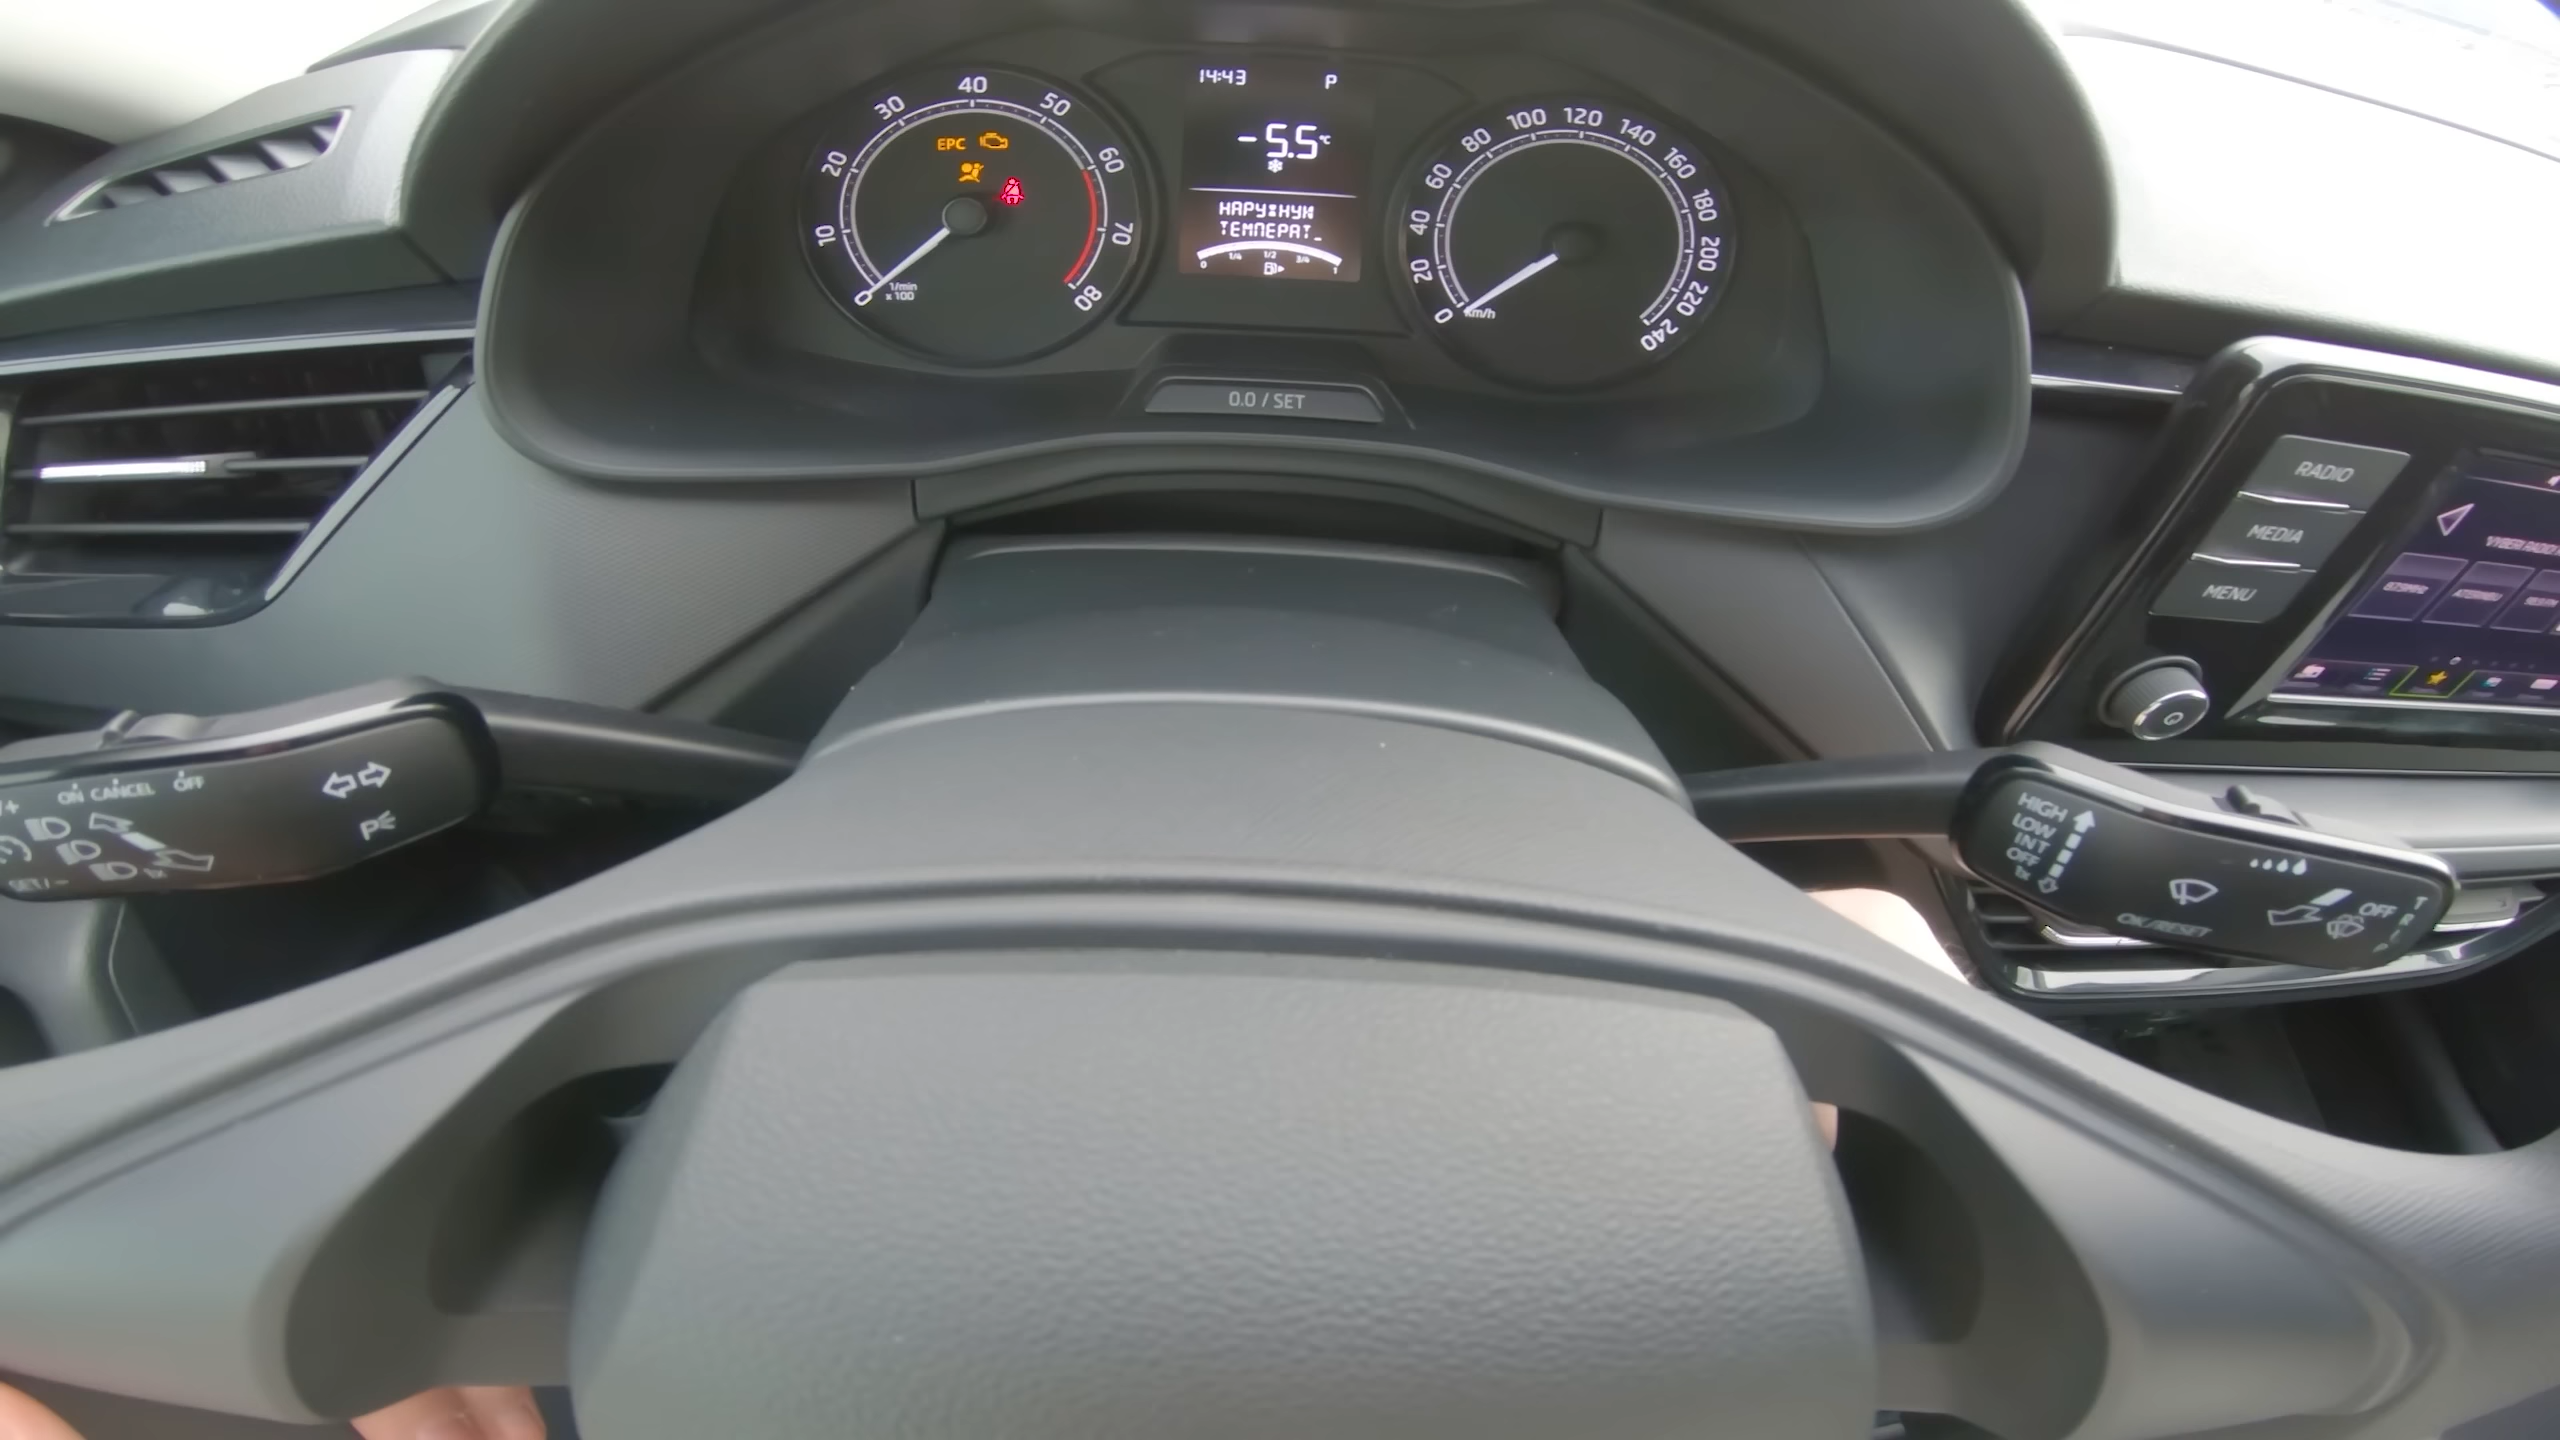 14:43 P
-5.5°C
НАРУЖНУЮ
ТЕМПЕРАТ_
0 1/4 1/2 3/4 1
EPC
0 10 20 30 40 50 60 70 80
1/min
x 100
0 20 40 60 80 100 120 140 160 180 200 220 240
km/h
0.0 / SET
RADIO
MEDIA
MENU
ON CANCEL OFF
P
SET/-
1x
HIGH
LOW
INT
OFF
1x
OK/RESET
OFF